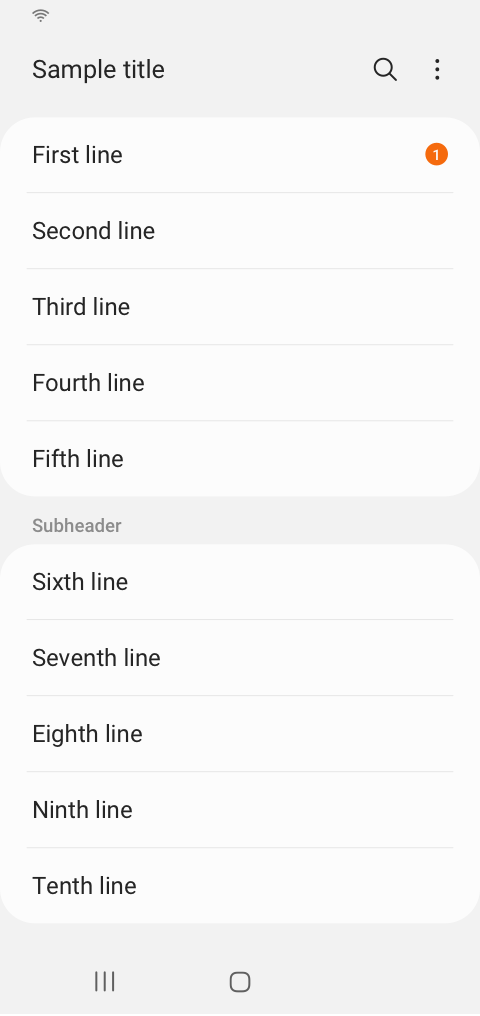 Sample title
First line
1
Second line
Third line
Fourth line
Fifth line
Subheader
Sixth line
Seventh line
Eighth line
Ninth line
Tenth line